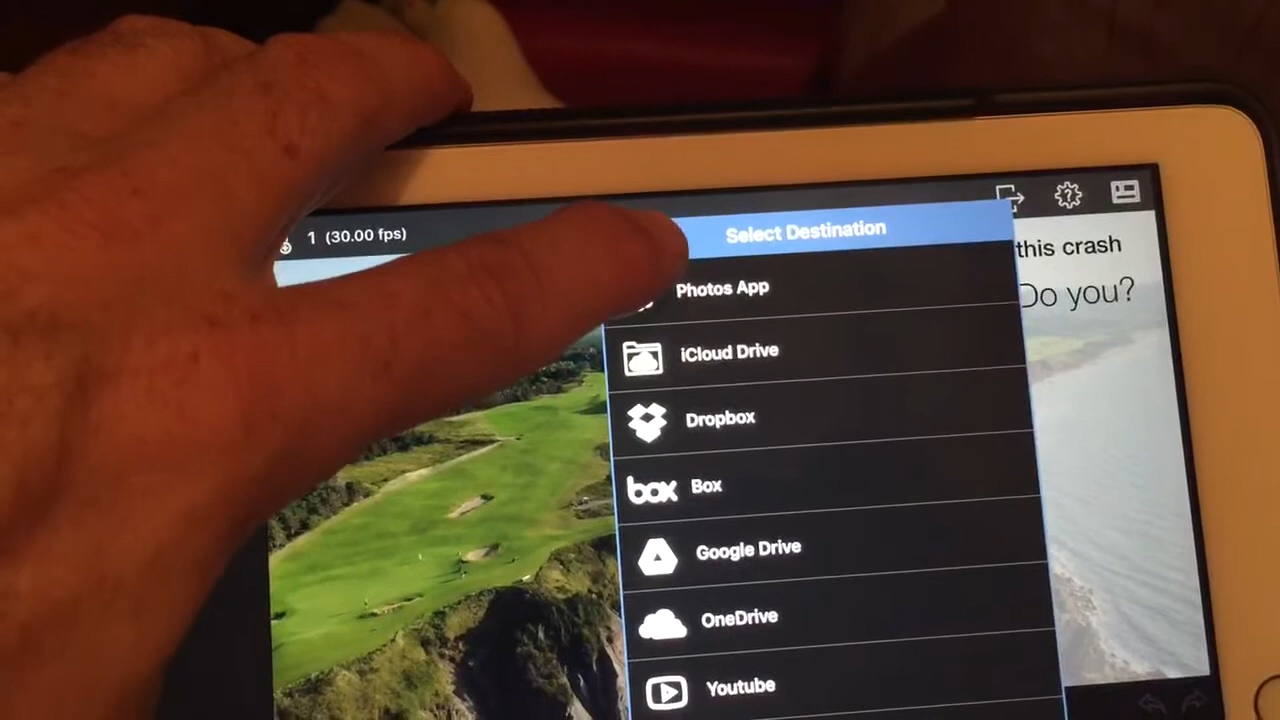 1 (30.00 fps)
Select Destination
this crash
Do you?
Photos App
iCloud Drive
Dropbox
box Box
Google Drive
OneDrive
Youtube